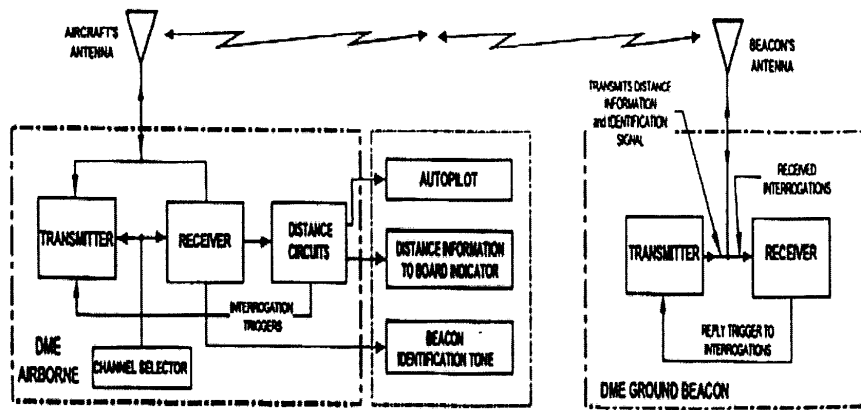 AIRCRAFT'S
ANTENNA
BEACON'S
ANTENNA
TRANSMITS DISTANCE
INFORMATION
and IDENTIFICATION
SIGNAL
RECEIVED
INTERROGATIONS
AUTOPILOT
TRANSMITTER
RECEIVER
DISTANCE
CIRCUITS
DISTANCE INFORMATION
TO BOARD INDICATOR
TRANSMITTER
RECEIVER
INTERROGATION
TRIGGERS
BEACON
IDENTIFICATION TONE
REPLY TRIGGER TO
INTERROGATIONS
DME
AIRBORNE
CHANNEL SELECTOR
DME GROUND BEACON